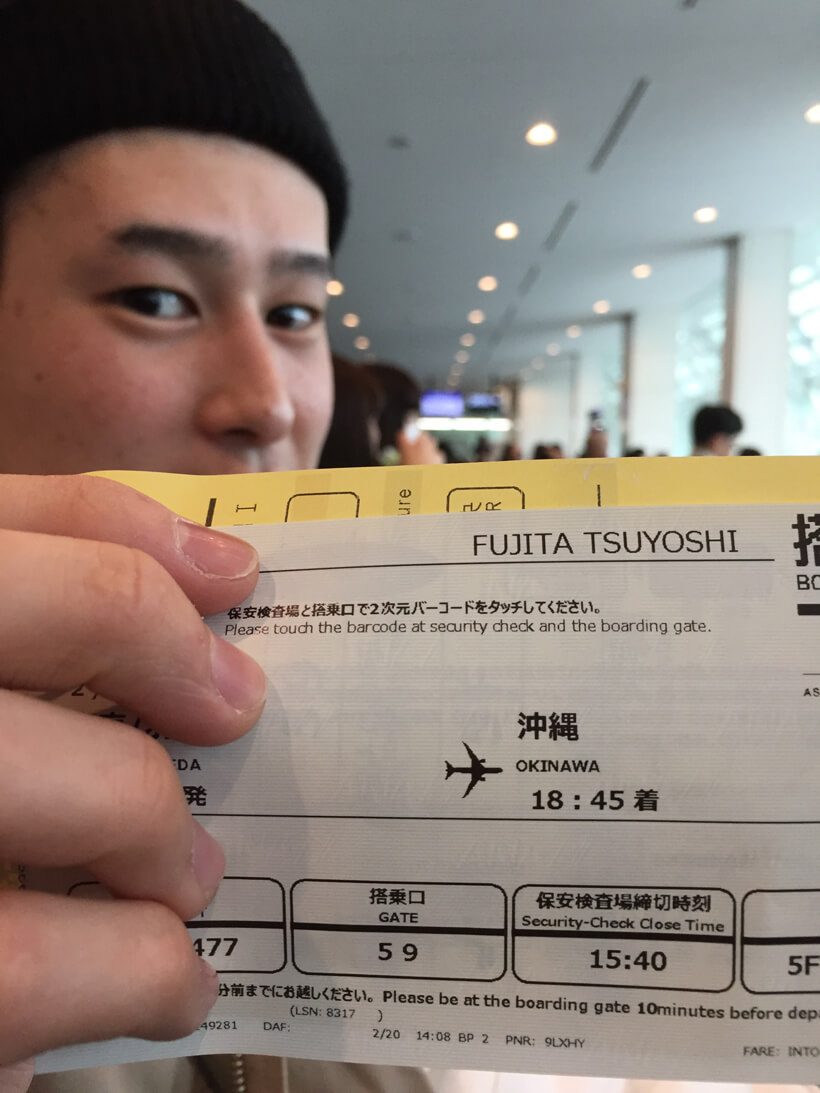 FUJITA TSUYOSHI
保安検査場と搭乗口で2次元バーコードをタッチしてください。
Please touch the barcode at security check and the boarding gate.
沖縄
OKINAWA
18:45 着
発
搭乗口
GATE
59
保安検査場締切時刻
Security-Check Close Time
15:40
477
5F
分前までにお越しください。Please be at the boarding gate 10minutes before
(LSN: 8317 )
49281 DAF: 2/20 14:08 BP 2 PNR: 9LXHY
FARE: